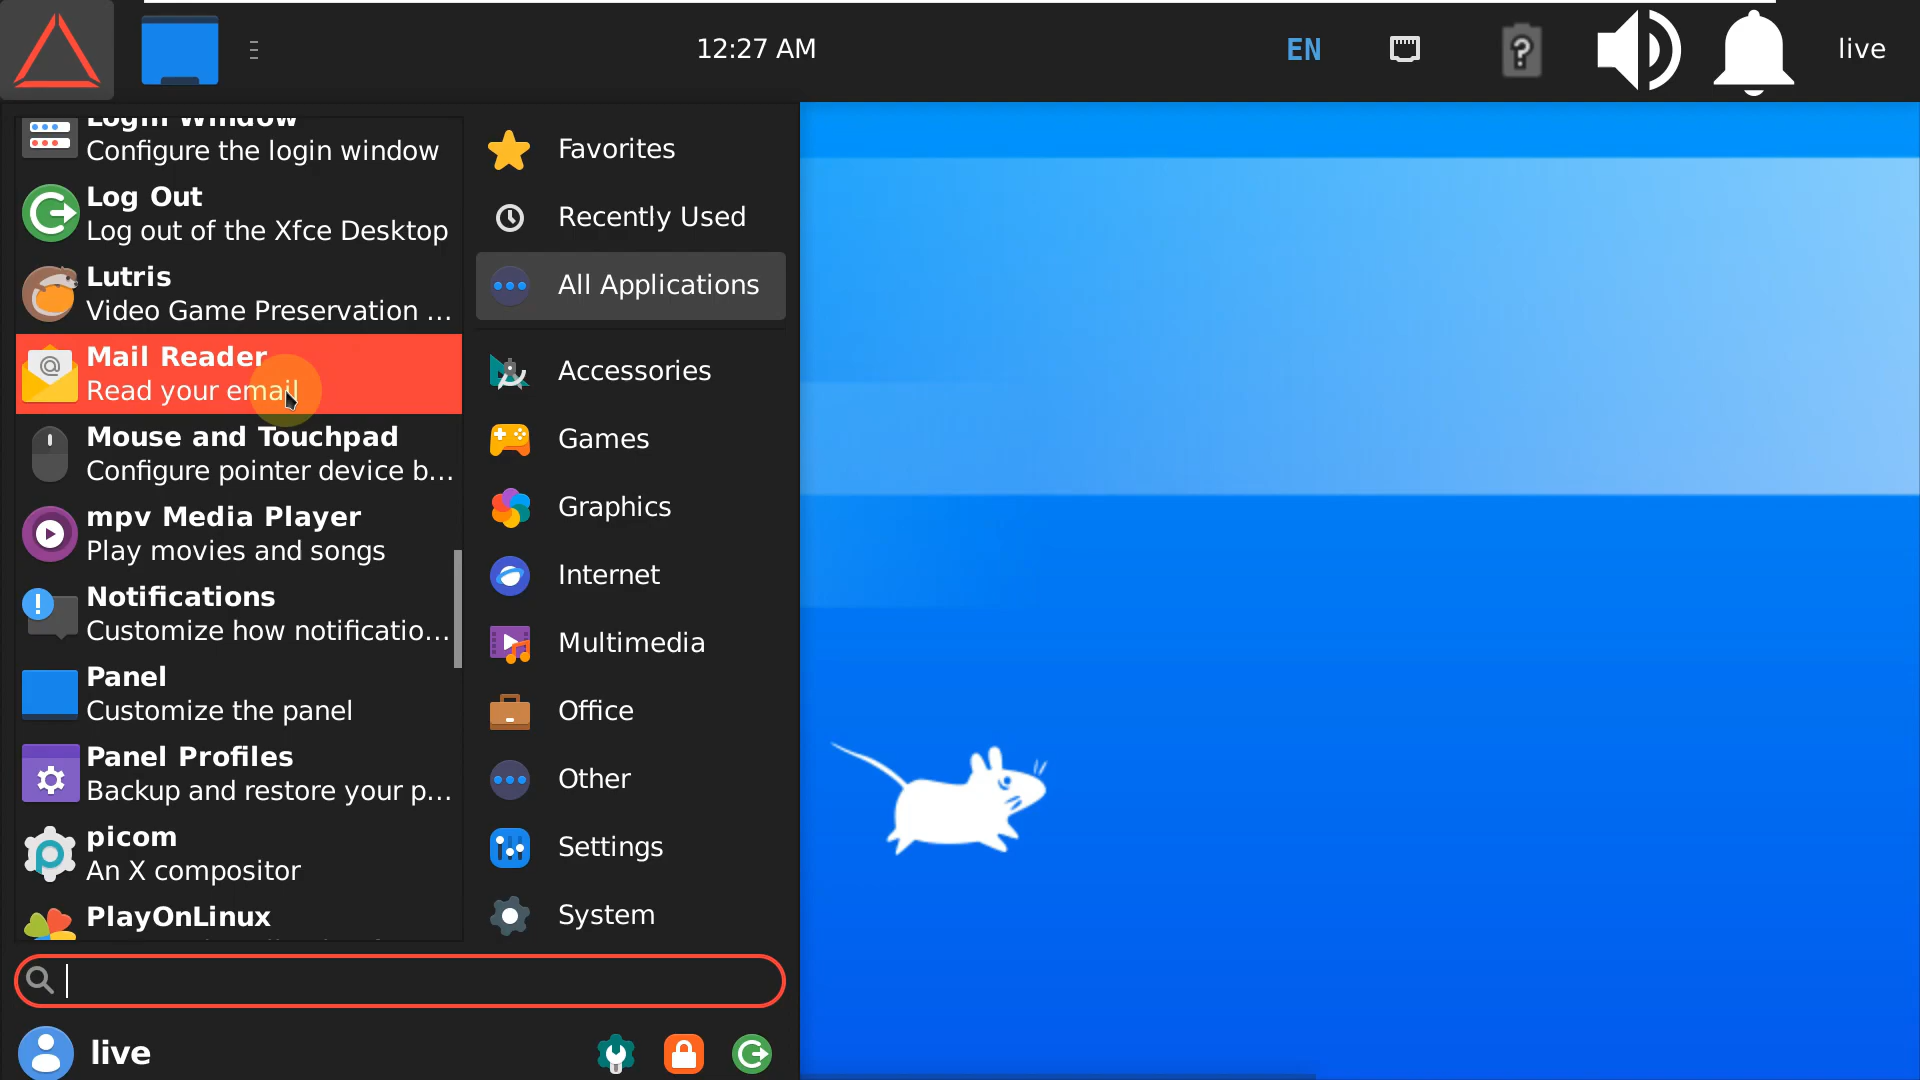 12:27 AM
EN
live
Login Window
Configure the login window
Log Out
Log out of the Xfce Desktop
Lutris
Video Game Preservation ...
Mail Reader
Read your email
Mouse and Touchpad
Configure pointer device b...
mpv Media Player
Play movies and songs
Notifications
Customize how notificatio...
Panel
Customize the panel
Panel Profiles
Backup and restore your p...
picom
An X compositor
PlayOnLinux
Favorites
Recently Used
All Applications
Accessories
Games
Graphics
Internet
Multimedia
Office
Other
Settings
System
live